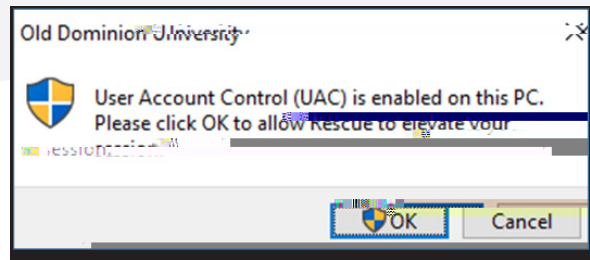 Old Dominion University
User Account Control (UAC) is enabled on this PC.
Please click OK to allow Rescue to elevate your
session.
OK
Cancel